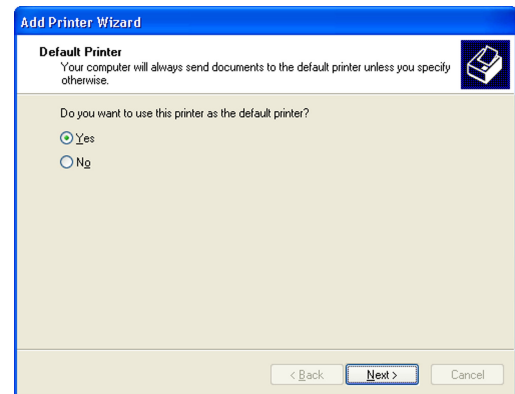 Add Printer Wizard
Default Printer
Your computer will always send documents to the default printer unless you specify
otherwise.
Do you want to use this printer as the default printer?
Yes
No
< Back Next > Cancel